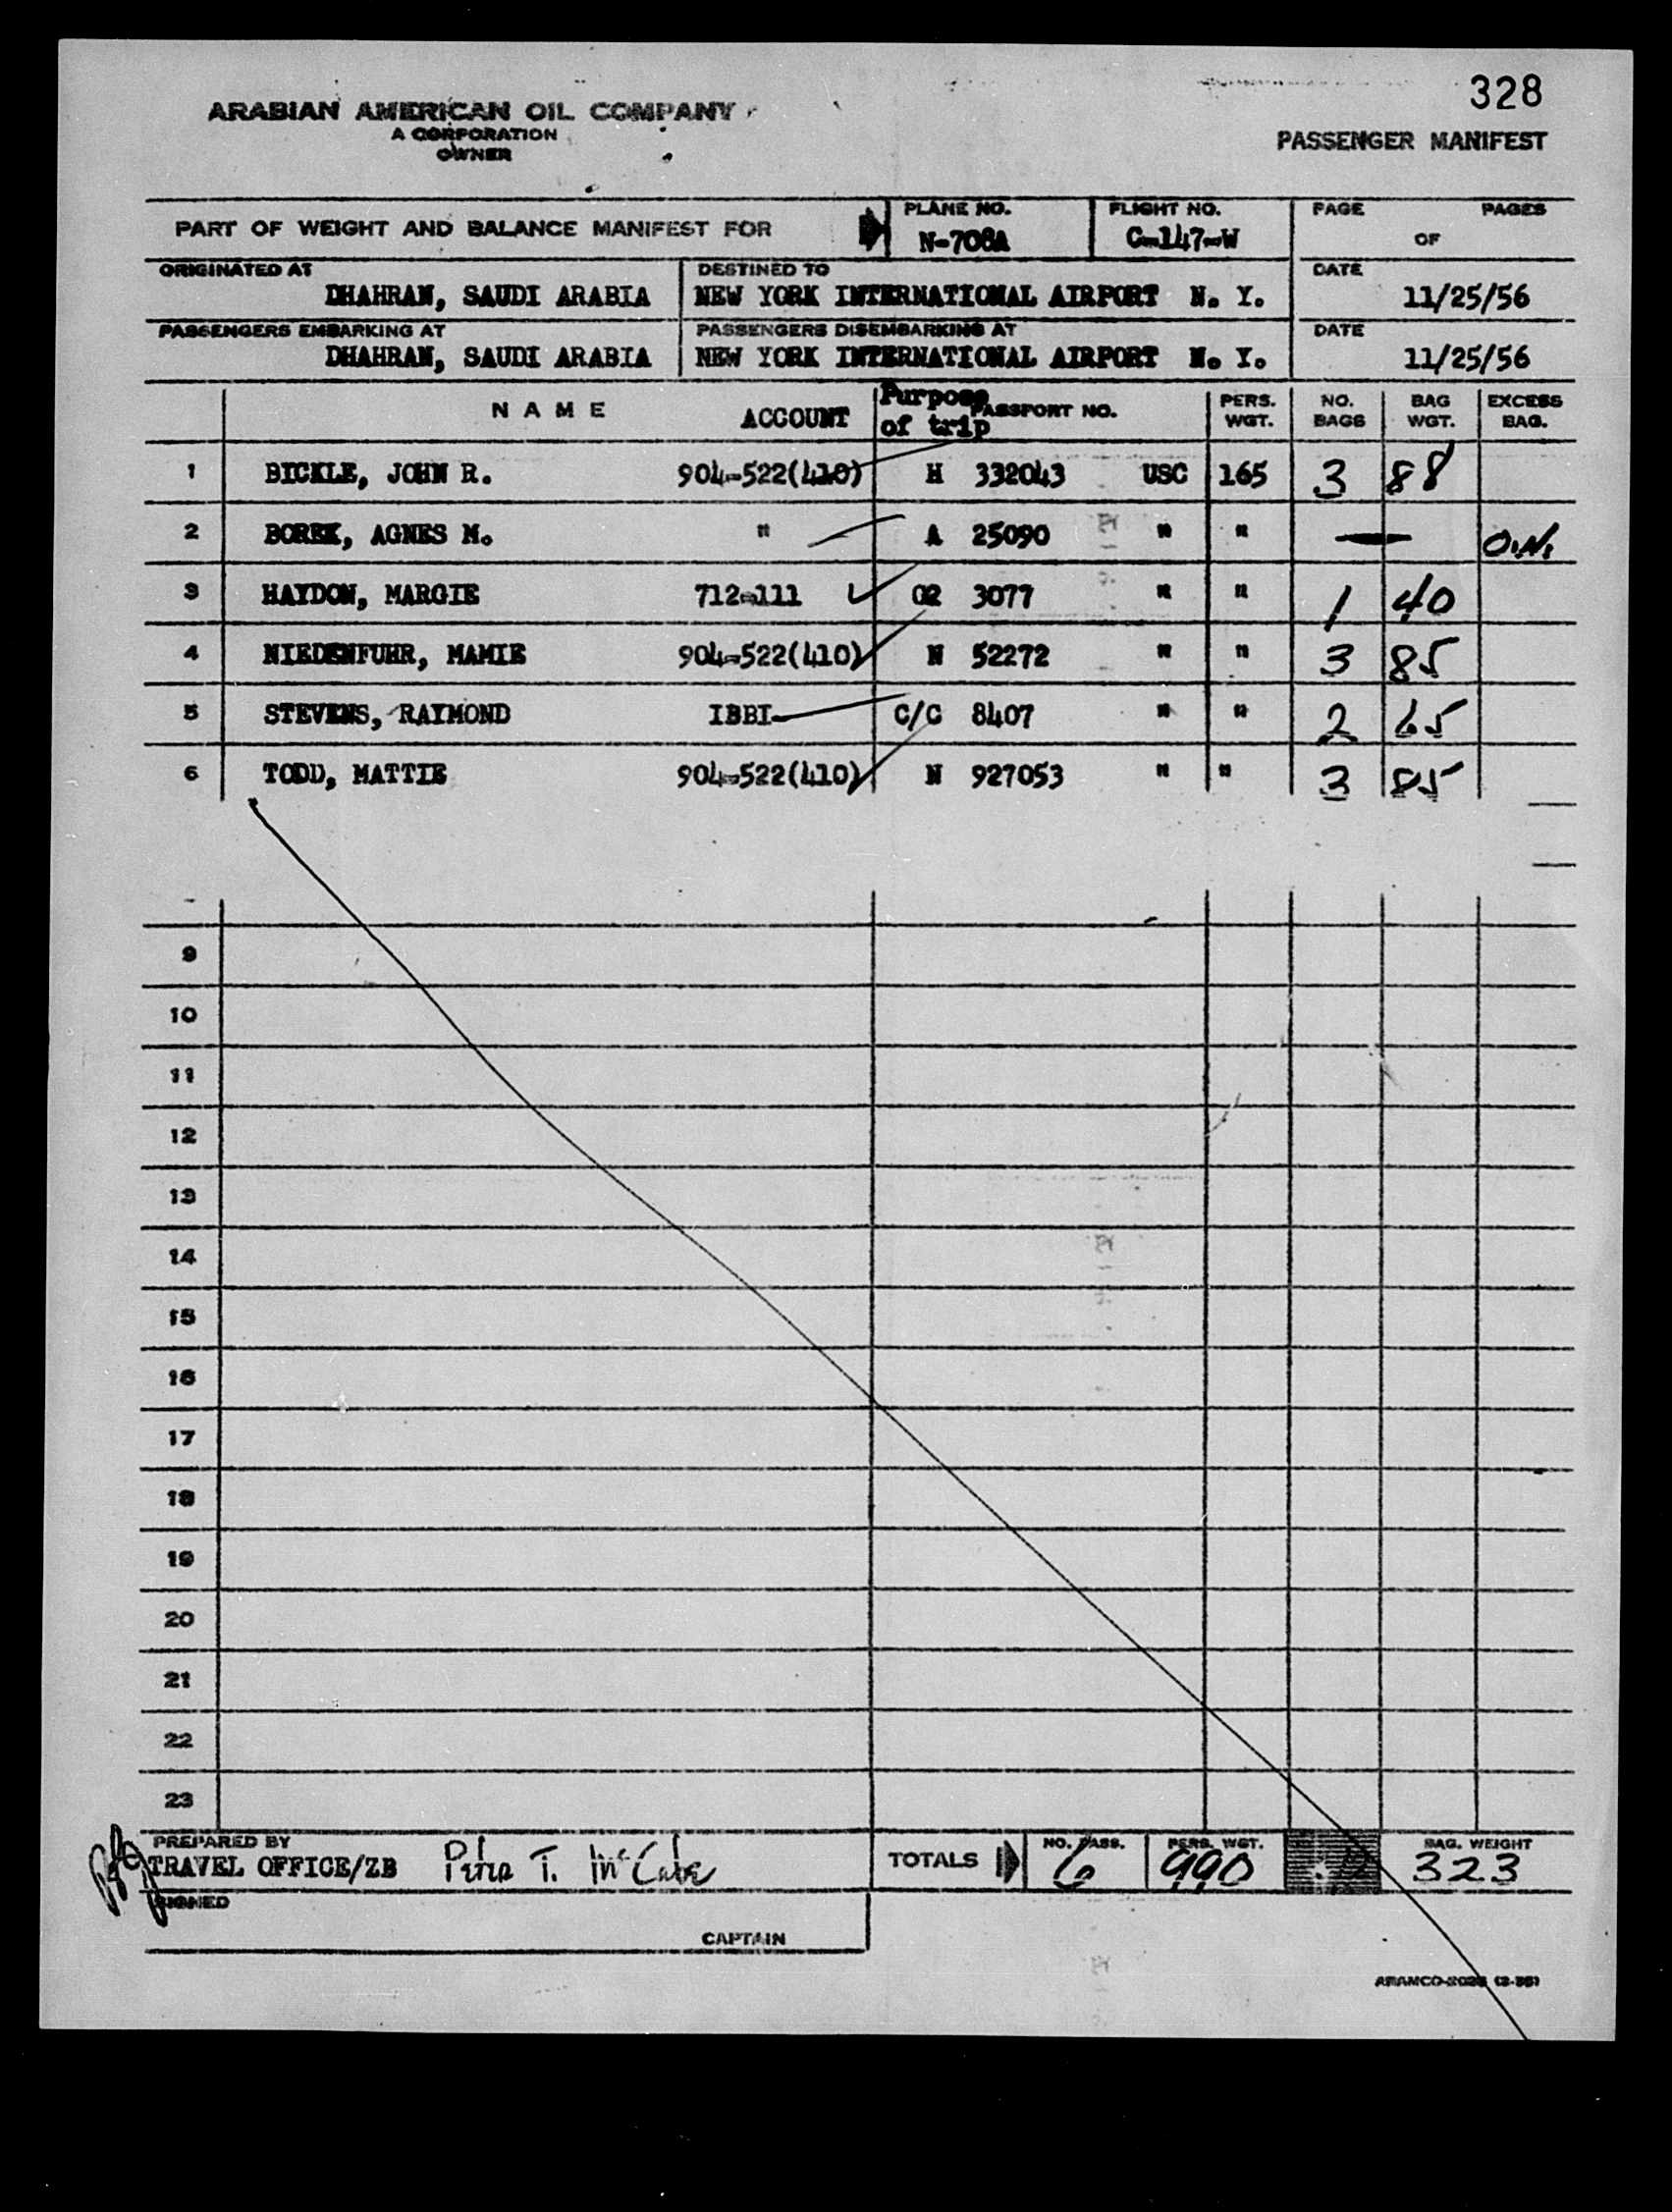 328
ARABIAN AMERICAN OIL COMPANY
A CORPORATION
OWNER
PASSENGER MANIFEST
PART OF WEIGHT AND BALANCE MANIFEST FOR
PLANE NO.
N-708A
FLIGHT NO.
C-147-W
PAGE OF PAGES
ORIGINATED AT
DHAHRAN, SAUDI ARABIA
DESTINED TO
NEW YORK INTERNATIONAL AIRPORT N. Y.
DATE
11/25/56
PASSENGERS EMBARKING AT
DHAHRAN, SAUDI ARABIA
PASSENGERS DISEMBARKING AT
NEW YORK INTERNATIONAL AIRPORT N. Y.
DATE
11/25/56
NAME ACCOUNT Purpose of trip PASSPORT NO. PERS. WGT. NO. BAGS BAG WGT. EXCESS BAG.
1 BICKLE, JOHN R. 904-522(410) H 332043 USC 165 3 88
2 BOREK, AGNES M. " A 25090 " " — O.N.
3 HAYDON, MARGIE 712-111 02 3077 " " 1 40
4 NIEDENFUHR, MAMIE 904-522(410) N 52272 " " 3 85
5 STEVENS, RAYMOND IBBI C/C 8407 " " 2 65
6 TODD, MATTIE 904-522(410) N 927053 " " 3 85
9
10
11
12
13
14
15
16
17
18
19
20
21
22
23
PREPARED BY
TRAVEL OFFICE/ZB Peter T. McCabe
TOTALS
NO. PASS.
6
PERS. WGT.
990
BAG. WEIGHT
323
SIGNED
CAPTAIN